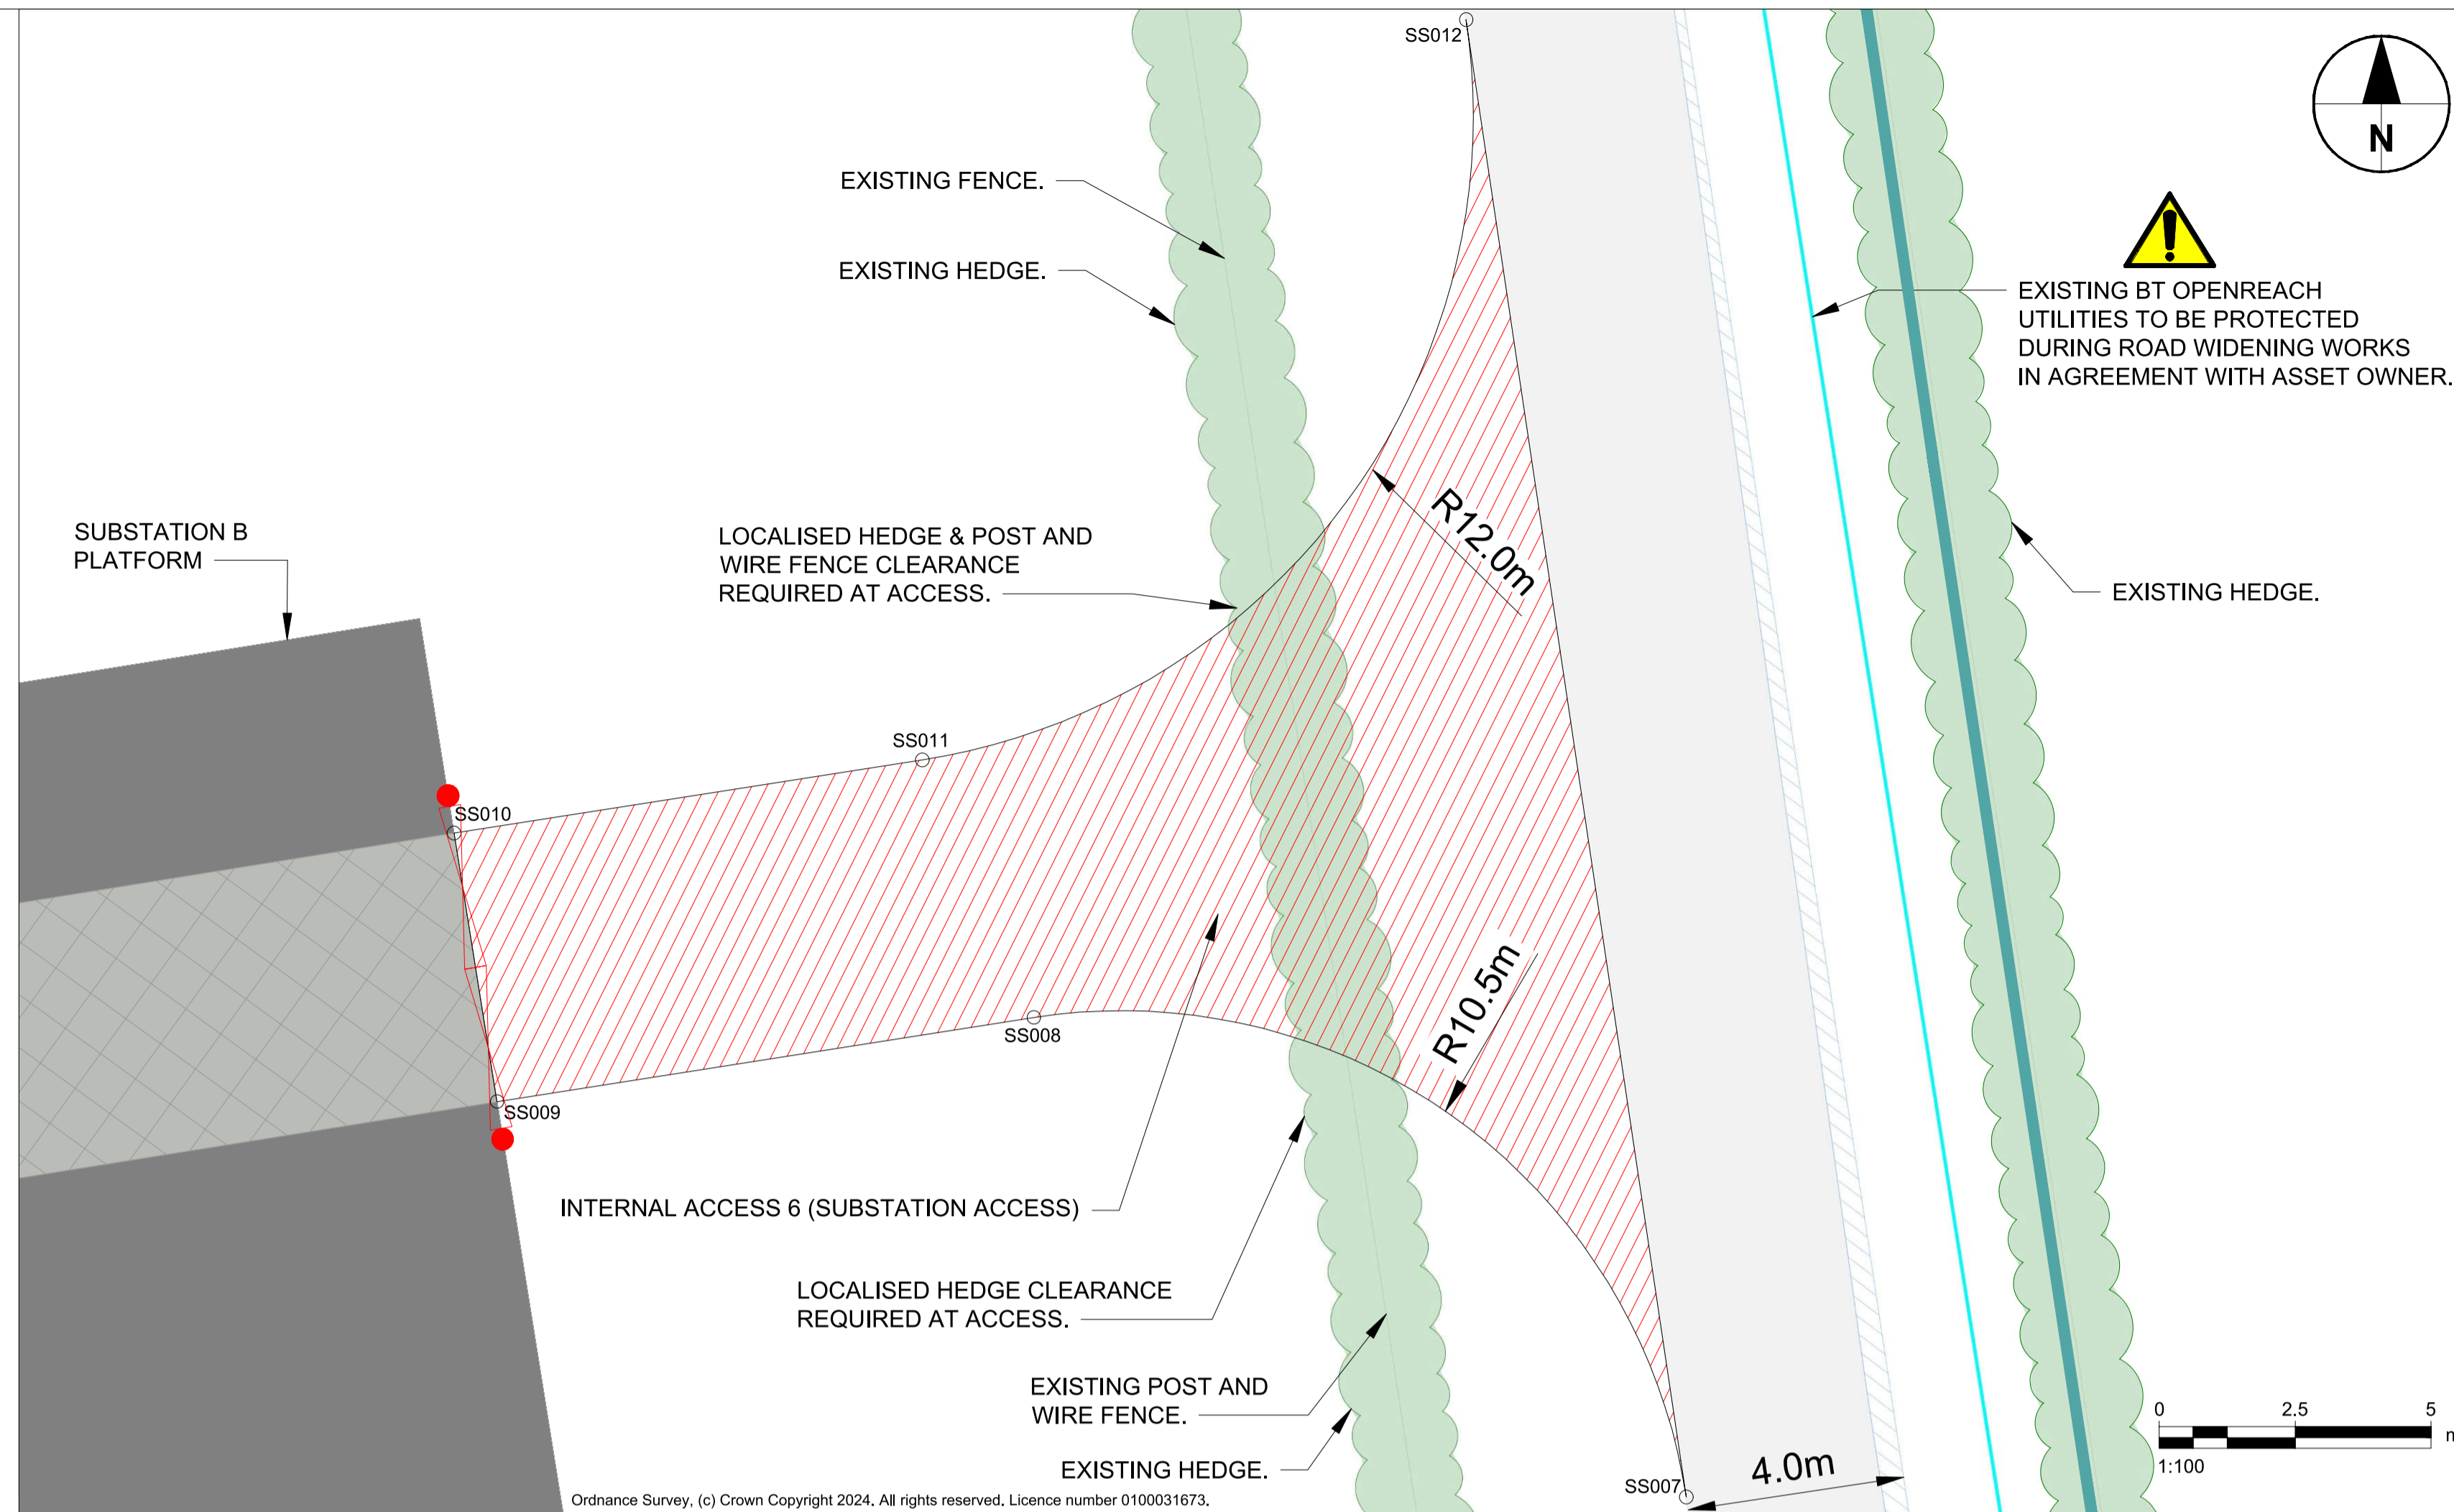 SS012
N
EXISTING FENCE.
EXISTING HEDGE.
EXISTING BT OPENREACH
UTILITIES TO BE PROTECTED
DURING ROAD WIDENING WORKS
IN AGREEMENT WITH ASSET OWNER.
SUBSTATION B
PLATFORM
LOCALISED HEDGE & POST AND
WIRE FENCE CLEARANCE
REQUIRED AT ACCESS.
R12.0m
EXISTING HEDGE.
SS011
SS010
R10.5m
SS008
SS009
INTERNAL ACCESS 6 (SUBSTATION ACCESS)
LOCALISED HEDGE CLEARANCE
REQUIRED AT ACCESS.
EXISTING POST AND
WIRE FENCE.
EXISTING HEDGE.
SS007
4.0m
0 2.5 5
1:100
Ordnance Survey, (c) Crown Copyright 2024. All rights reserved. Licence number 0100031673.